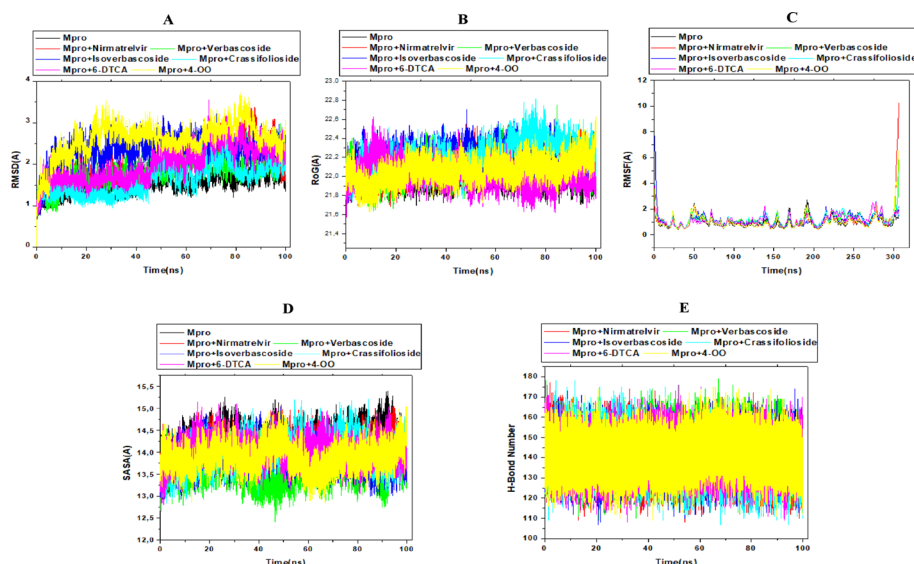 A
Mpro
Mpro+Nirmatrelvir Mpro+Verbascoside
Mpro+Isoverbascoside Mpro+Crassifolioside
Mpro+6-DTCA Mpro+4-OO
4
3
2
1
0
RMSD(A)
0 20 40 60 80 100
Time(ns)
B
Mpro
Mpro+Nirmatrelvir Mpro+Verbascoside
Mpro+Isoverbascoside Mpro+Crassifolioside
Mpro+6-DTCA Mpro+4-OO
23.0
22.8
22.6
22.4
22.2
22.0
21.8
21.6
21.4
RoG(A)
0 20 40 60 80 100
Time(ns)
C
Mpro
Mpro+Nirmatrelvir Mpro+Verbascoside
Mpro+Isoverbascoside Mpro+Crassifolioside
Mpro+6-DTCA Mpro+4-OO
12
10
8
6
4
2
0
RMSF(A)
0 50 100 150 200 250 300
Time(ns)
D
Mpro
Mpro+Nirmatrelvir Mpro+Verbascoside
Mpro+Isoverbascoside Mpro+Crassifolioside
Mpro+6-DTCA Mpro+4-OO
15,5
15,0
14,5
14,0
13,5
13,0
12,5
12,0
SASA(A)
0 20 40 60 80 100
Time(ns)
E
Mpro+Nirmatrelvir Mpro+Verbascoside
Mpro+Isoverbascoside Mpro+Crassifolioside
Mpro+6-DTCA Mpro+4-OO
180
170
160
150
140
130
120
110
100
H-Bond Number
0 20 40 60 80 100
Time(ns)